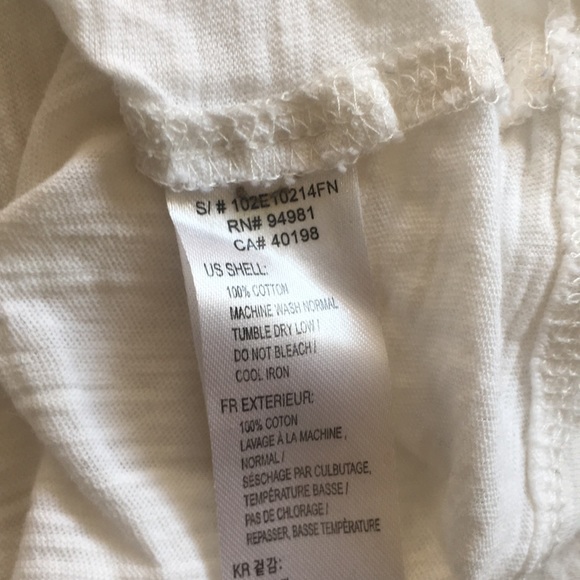 S/ # 102E10214FN
RN# 94981
CA# 40198
US SHELL:
100% COTTON
MACHINE WASH NORMAL
TUMBLE DRY LOW /
DO NOT BLEACH /
COOL IRON
FR EXTERIEUR:
100% COTON
LAVAGE À LA MACHINE,
NORMAL /
SÉSCHAGE PAR CULBUTAGE,
TEMPÉRATURE BASSE /
PAS DE CHLORAGE /
REPASSER, BASSE TEMPÉRATURE
KR 겉감: